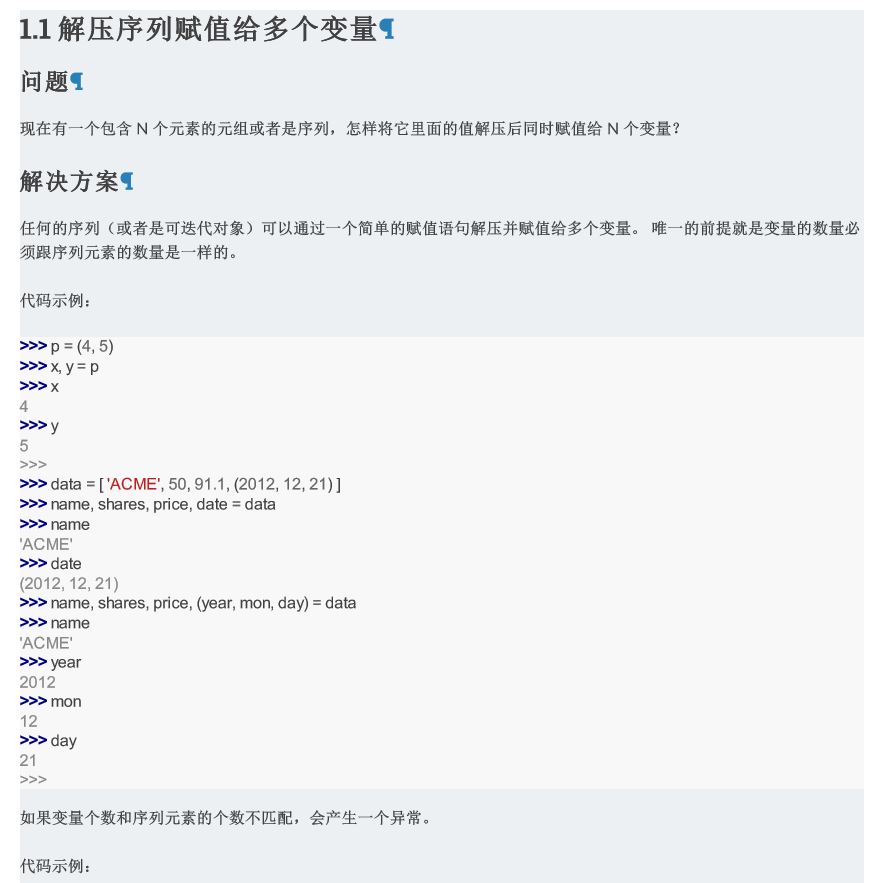 1.1 解压序列赋值给多个变量¶
问题¶
现在有一个包含 N 个元素的元组或者是序列，怎样将它里面的值解压后同时赋值给 N 个变量？
解决方案¶
任何的序列（或者是可迭代对象）可以通过一个简单的赋值语句解压并赋值给多个变量。 唯一的前提就是变量的数量必
须跟序列元素的数量是一样的。
代码示例：
>>> p = (4, 5)
>>> x, y = p
>>> x
4
>>> y
5
>>>
>>> data = [ 'ACME', 50, 91.1, (2012, 12, 21) ]
>>> name, shares, price, date = data
>>> name
'ACME'
>>> date
(2012, 12, 21)
>>> name, shares, price, (year, mon, day) = data
>>> name
'ACME'
>>> year
2012
>>> mon
12
>>> day
21
>>>
如果变量个数和序列元素的个数不匹配，会产生一个异常。
代码示例：